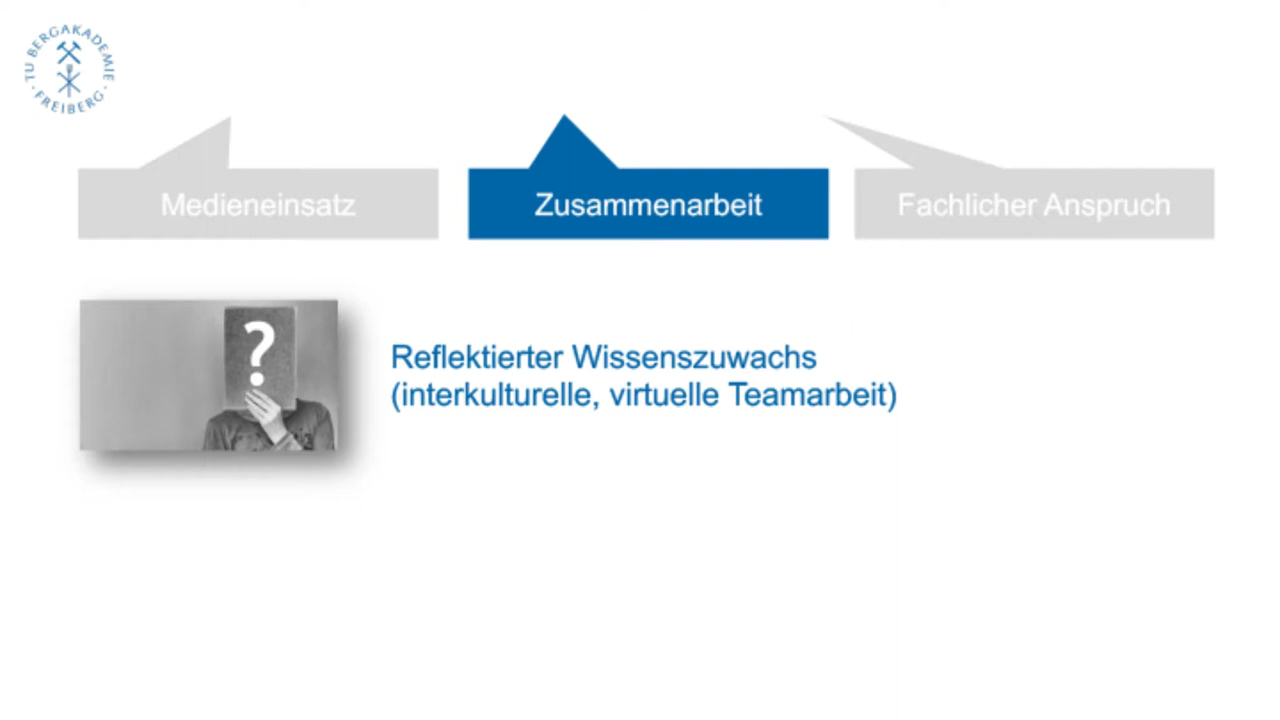 TU BERGAKADEMIE
· FREIBERG ·
Medieneinsatz
Zusammenarbeit
Fachlicher Anspruch
?
Reflektierter Wissenszuwachs
(interkulturelle, virtuelle Teamarbeit)